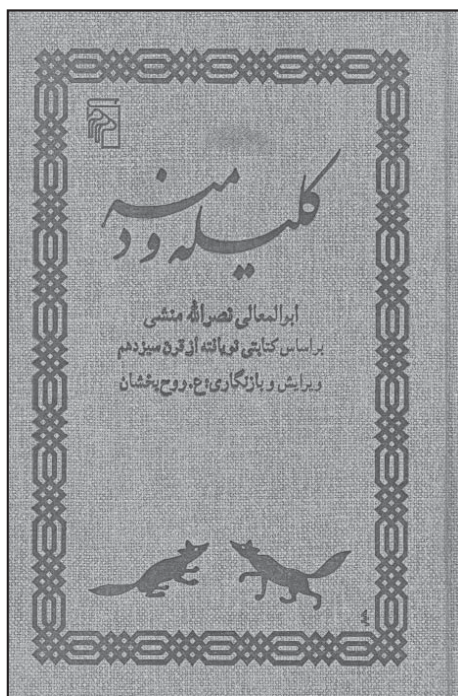 کلیله و دمنه
ابوالمعالی نصرالله منشی
براساس کتابتی نویافته از قرن سیزدهم
ویرایش و بازنگاری: ع. روح‌بخشان